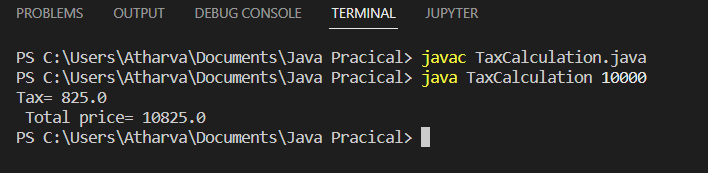 PROBLEMS OUTPUT DEBUG CONSOLE TERMINAL JUPYTER
PS C:\Users\Atharva\Documents\Java Pracical> javac TaxCalculation.java
PS C:\Users\Atharva\Documents\Java Pracical> java TaxCalculation 10000
Tax= 825.0
 Total price= 10825.0
PS C:\Users\Atharva\Documents\Java Pracical>